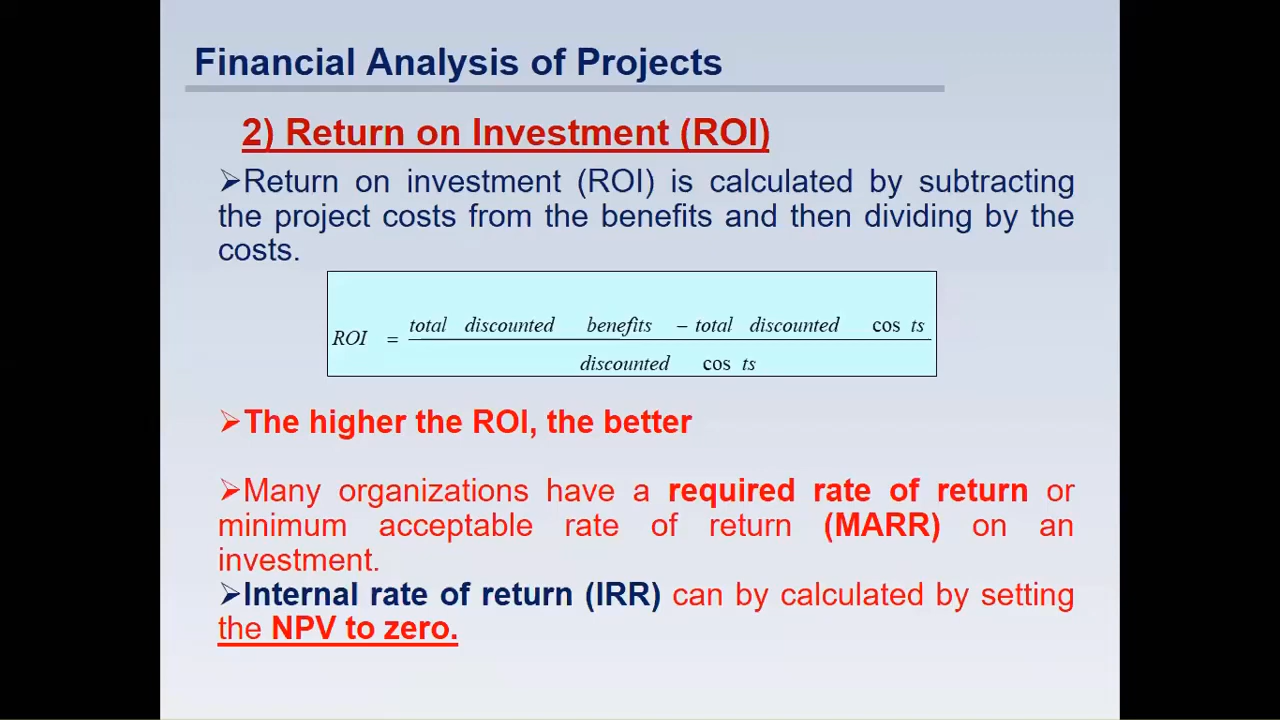 Financial Analysis of Projects
2) Return on Investment (ROI)
➢Return on investment (ROI) is calculated by subtracting
the project costs from the benefits and then dividing by the
costs.
total discounted benefits – total discounted cos ts
ROI =
discounted cos ts
➢The higher the ROI, the better
➢Many organizations have a required rate of return or
minimum acceptable rate of return (MARR) on an
investment.
➢Internal rate of return (IRR) can by calculated by setting
the NPV to zero.